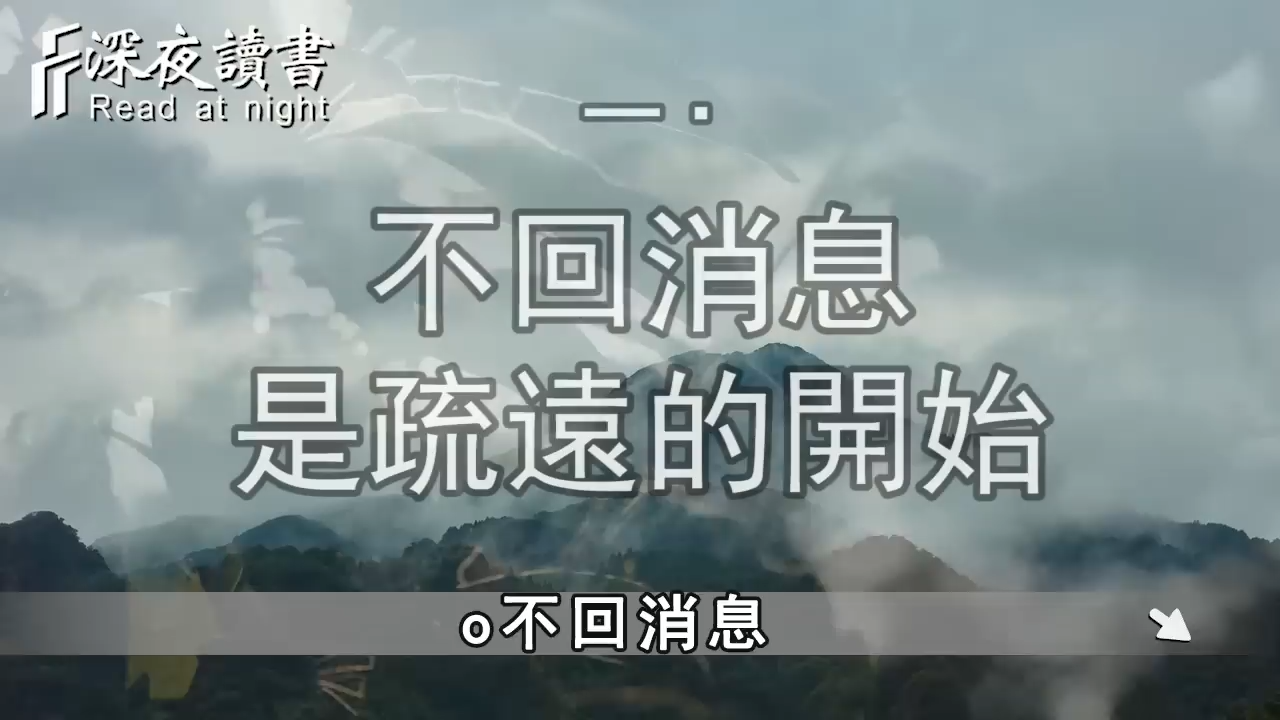 深夜讀書
Read at night
一 .
不回消息
是疏遠的開始
o不回消息